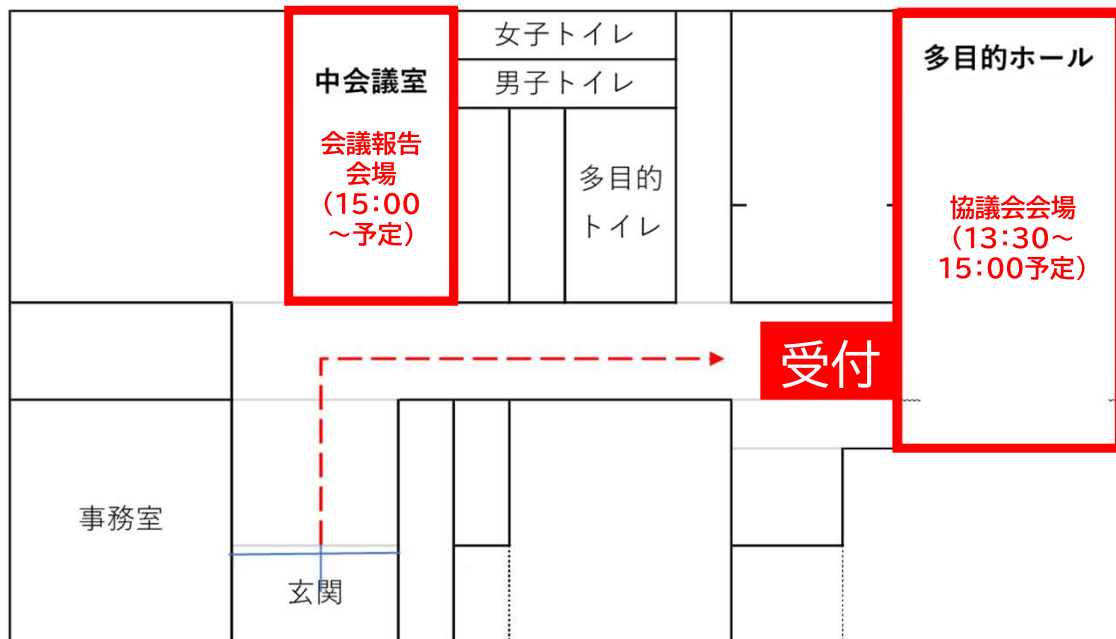 女子トイレ
男子トイレ
中会議室
会議報告
会場
(15:00
~予定)
多目的
トイレ
多目的ホール
協議会会場
(13:30~
15:00予定)
受付
事務室
玄関